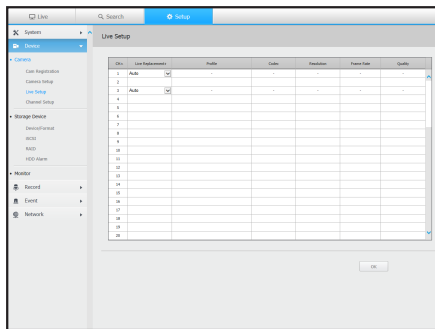 Live
Search
Setup
System
Device
Camera
Cam Registration
Camera Setup
Live Setup
Channel Setup
Storage Device
Device/Format
iSCSI
RAID
HDD Alarm
Monitor
Record
Event
Network
Live Setup
CH Live Replacement Profile Codec Resolution Frame Rate Quality
1 Auto - - - - -
2
3 Auto - - - - -
4
5
6
7
8
9
10
11
12
13
14
15
16
17
18
19
20
OK